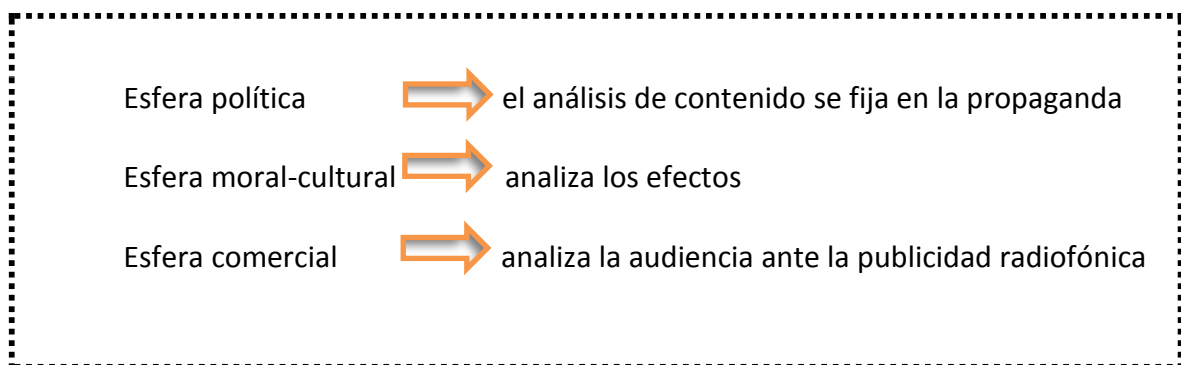 Esfera política el análisis de contenido se fija en la propaganda
Esfera moral-cultural analiza los efectos
Esfera comercial analiza la audiencia ante la publicidad radiofónica